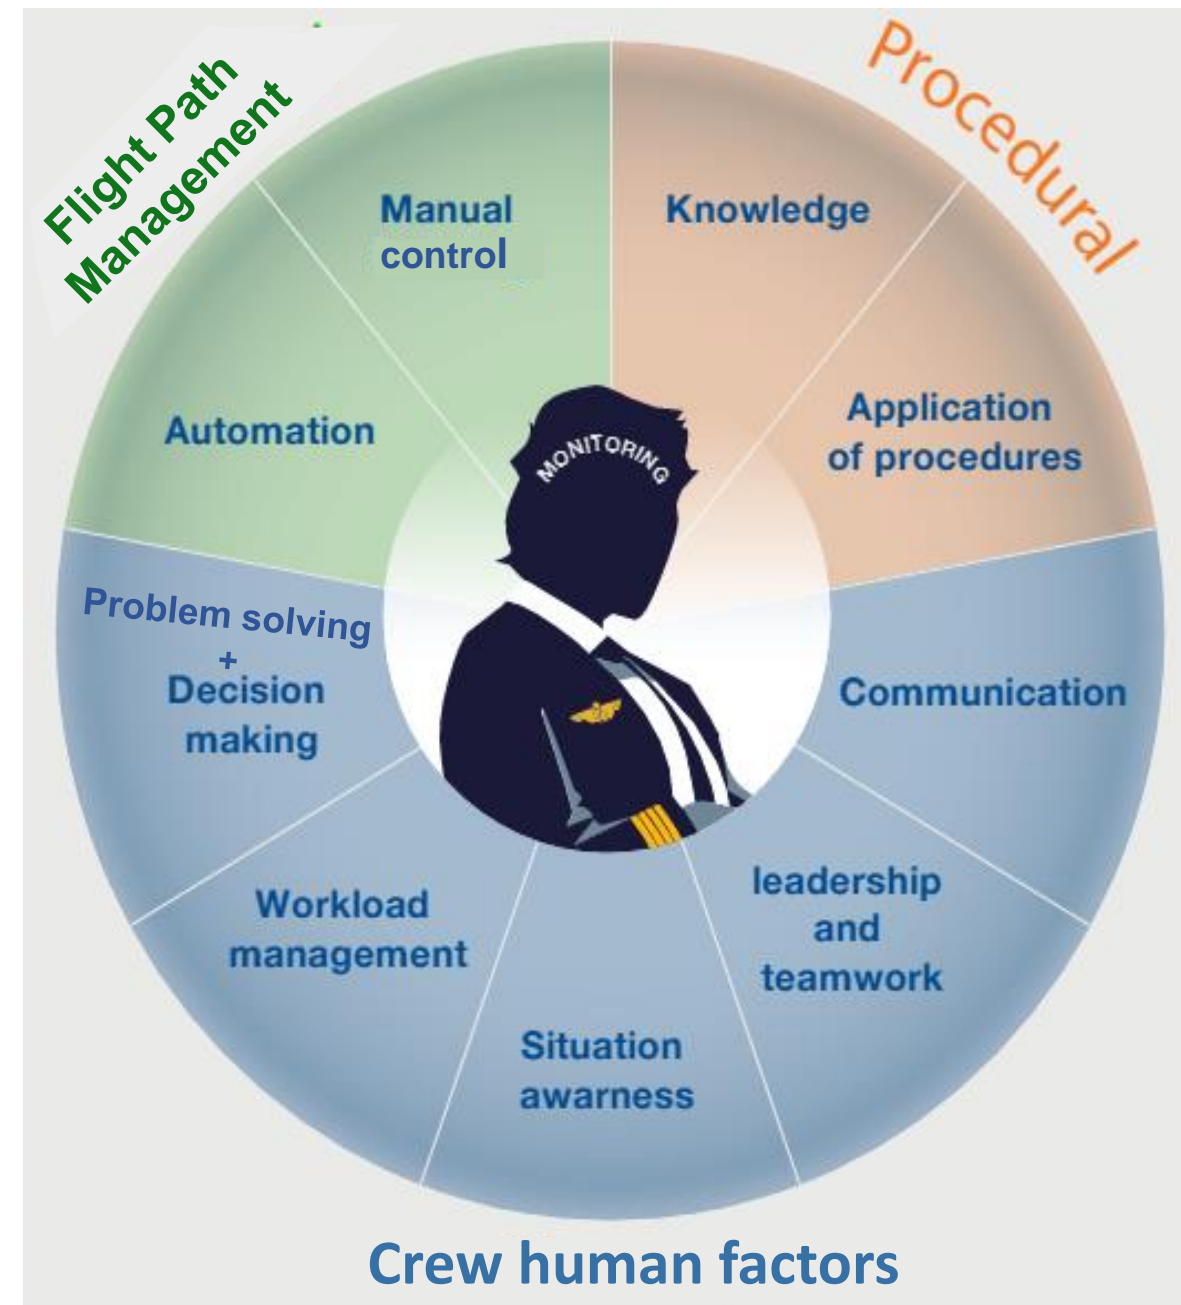 Flight Path
Management
Procedural
Manual
control
Knowledge
Automation
Application
of procedures
MONITORING
Problem solving
+
Decision
making
Communication
Workload
management
leadership
and
teamwork
Situation
awarness
Crew human factors